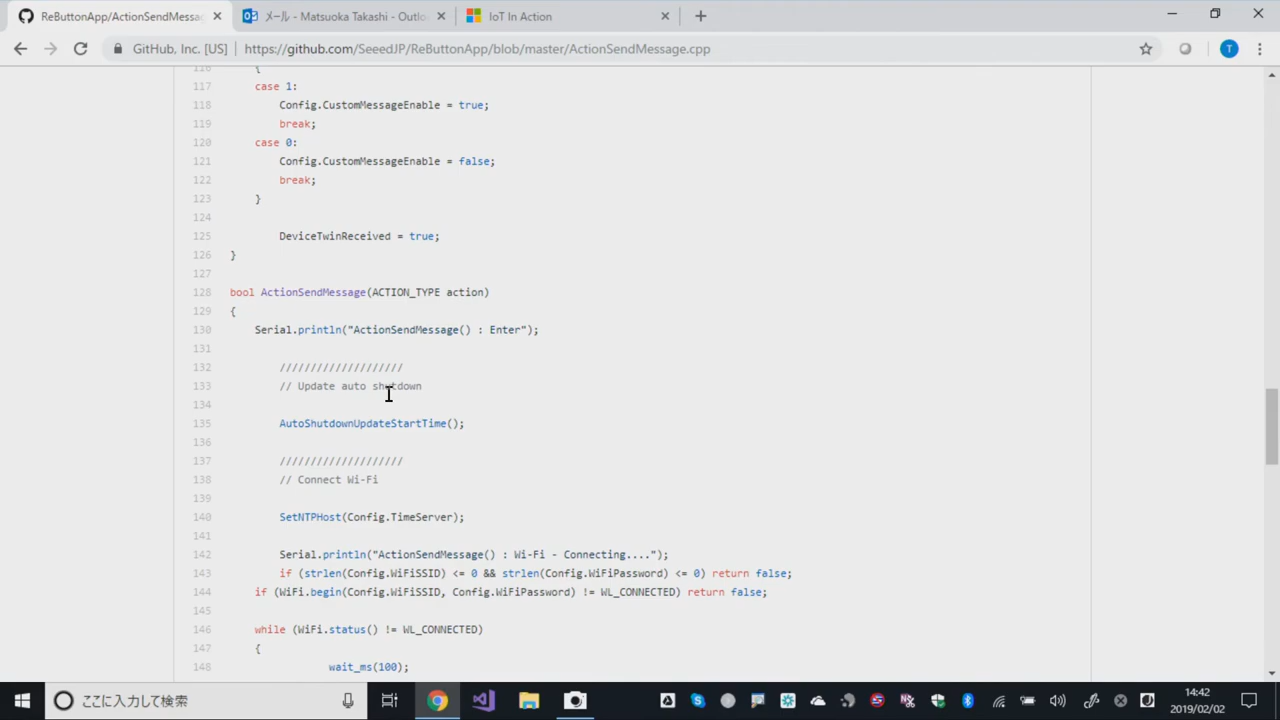 ReButtonApp/ActionSendMessag
メール - Matsuoka Takashi - Outlo
IoT In Action
GitHub, Inc. [US]
https://github.com/SeeedJP/ReButtonApp/blob/master/ActionSendMessage.cpp
T
116 {
117 case 1:
118 Config.CustomMessageEnable = true;
119 break;
120 case 0:
121 Config.CustomMessageEnable = false;
122 break;
123 }
124
125 DeviceTwinReceived = true;
126 }
127
128 bool ActionSendMessage(ACTION_TYPE action)
129 {
130 Serial.println("ActionSendMessage() : Enter");
131
132 ////////////////////
133 // Update auto shutdown
134
135 AutoShutdownUpdateStartTime();
136
137 ////////////////////
138 // Connect Wi-Fi
139
140 SetNTPHost(Config.TimeServer);
141
142 Serial.println("ActionSendMessage() : Wi-Fi - Connecting....");
143 if (strlen(Config.WiFiSSID) <= 0 && strlen(Config.WiFiPassword) <= 0) return false;
144 if (WiFi.begin(Config.WiFiSSID, Config.WiFiPassword) != WL_CONNECTED) return false;
145
146 while (WiFi.status() != WL_CONNECTED)
147 {
148 wait_ms(100);
ここに入力して検索
14:42
2019/02/02